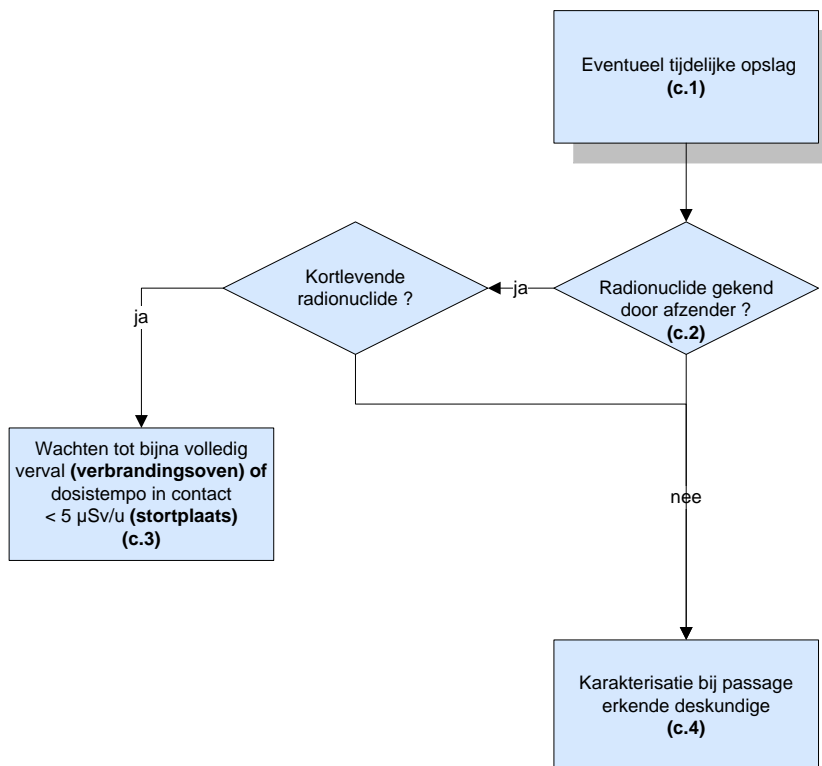 Eventueel tijdelijke opslag
(c.1)
Radionuclide gekend
door afzender ?
(c.2)
ja
Kortlevende
radionuclide ?
ja
Wachten tot bijna volledig
verval (verbrandingsoven) of
dosistempo in contact
< 5 µSv/u (stortplaats)
(c.3)
nee
Karakterisatie bij passage
erkende deskundige
(c.4)